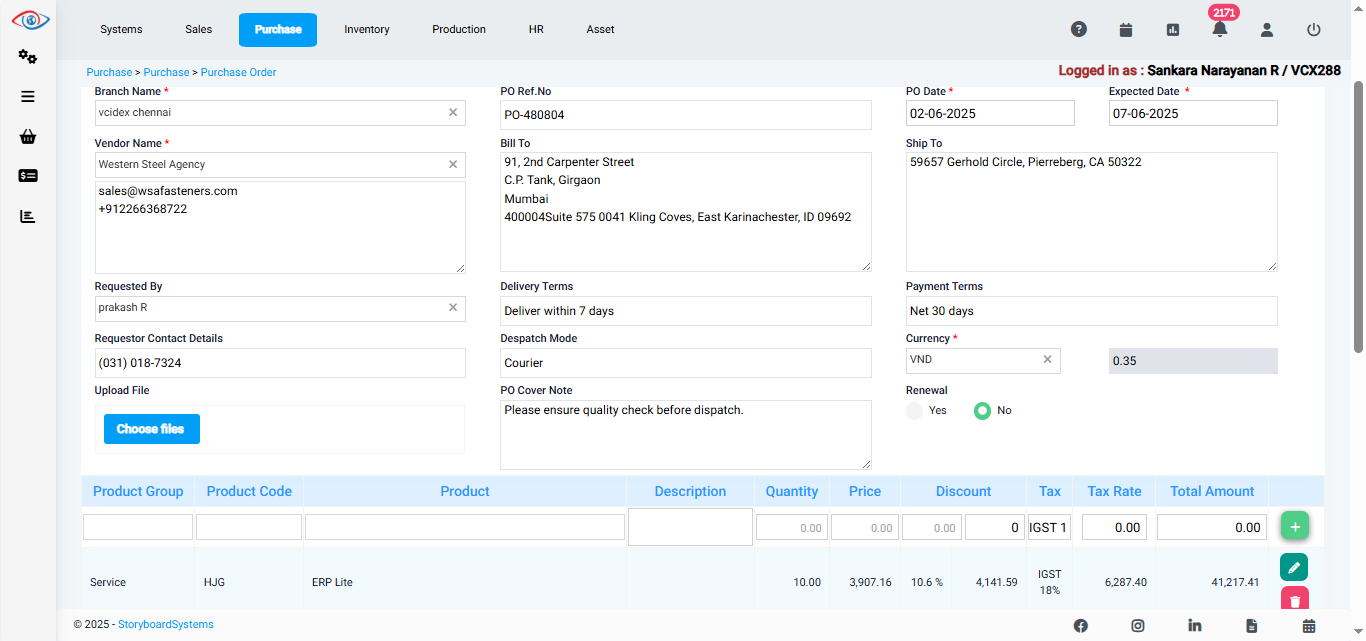 2171
Systems Sales Purchase Inventory Production HR Asset
Purchase > Purchase > Purchase Order
Logged in as : Sankara Narayanan R / VCX288
Branch Name * PO Ref.No PO Date * Expected Date *
vcidex chennai × PO-480804 02-06-2025 07-06-2025
Vendor Name * Bill To Ship To
Western Steel Agency ×
sales@wsafasteners.com
+912266368722
91, 2nd Carpenter Street
C.P. Tank, Girgaon
Mumbai
400004Suite 575 0041 Kling Coves, East Karinachester, ID 09692
59657 Gerhold Circle, Pierreberg, CA 50322
Requested By Delivery Terms Payment Terms
prakash R × Deliver within 7 days Net 30 days
Requestor Contact Details Despatch Mode Currency *
(031) 018-7324 Courier VND × 0.35
Upload File PO Cover Note Renewal
Choose files Please ensure quality check before dispatch. Yes No
Product Group Product Code Product Description Quantity Price Discount Tax Tax Rate Total Amount
0.00 0.00 0.00 0 IGST 1 0.00 0.00 +
Service HJG ERP Lite 10.00 3,907.16 10.6 % 4,141.59 IGST 18% 6,287.40 41,217.41
© 2025 - StoryboardSystems